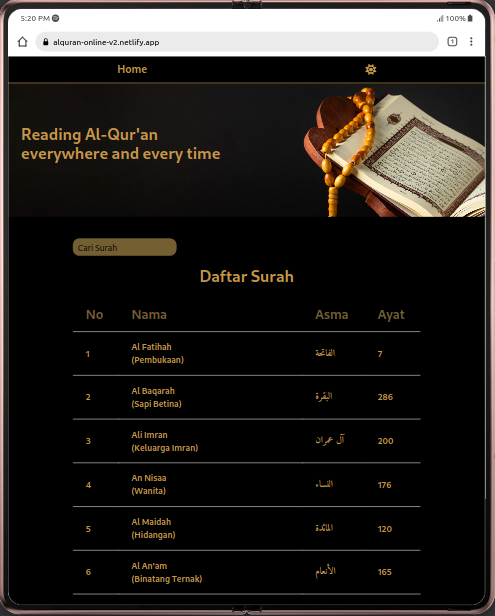 5:20 PM
100%
alquran-online-v2.netlify.app
1
Home
Reading Al-Qur'an
everywhere and every time
Cari Surah
Daftar Surah
No Nama Asma Ayat
1 Al Fatihah (Pembukaan) الفاتحة 7
2 Al Baqarah (Sapi Betina) البقرة 286
3 Ali Imran (Keluarga Imran) آل عمران 200
4 An Nisaa (Wanita) النساء 176
5 Al Maidah (Hidangan) المائدة 120
6 Al An'am (Binatang Ternak) الأنعام 165